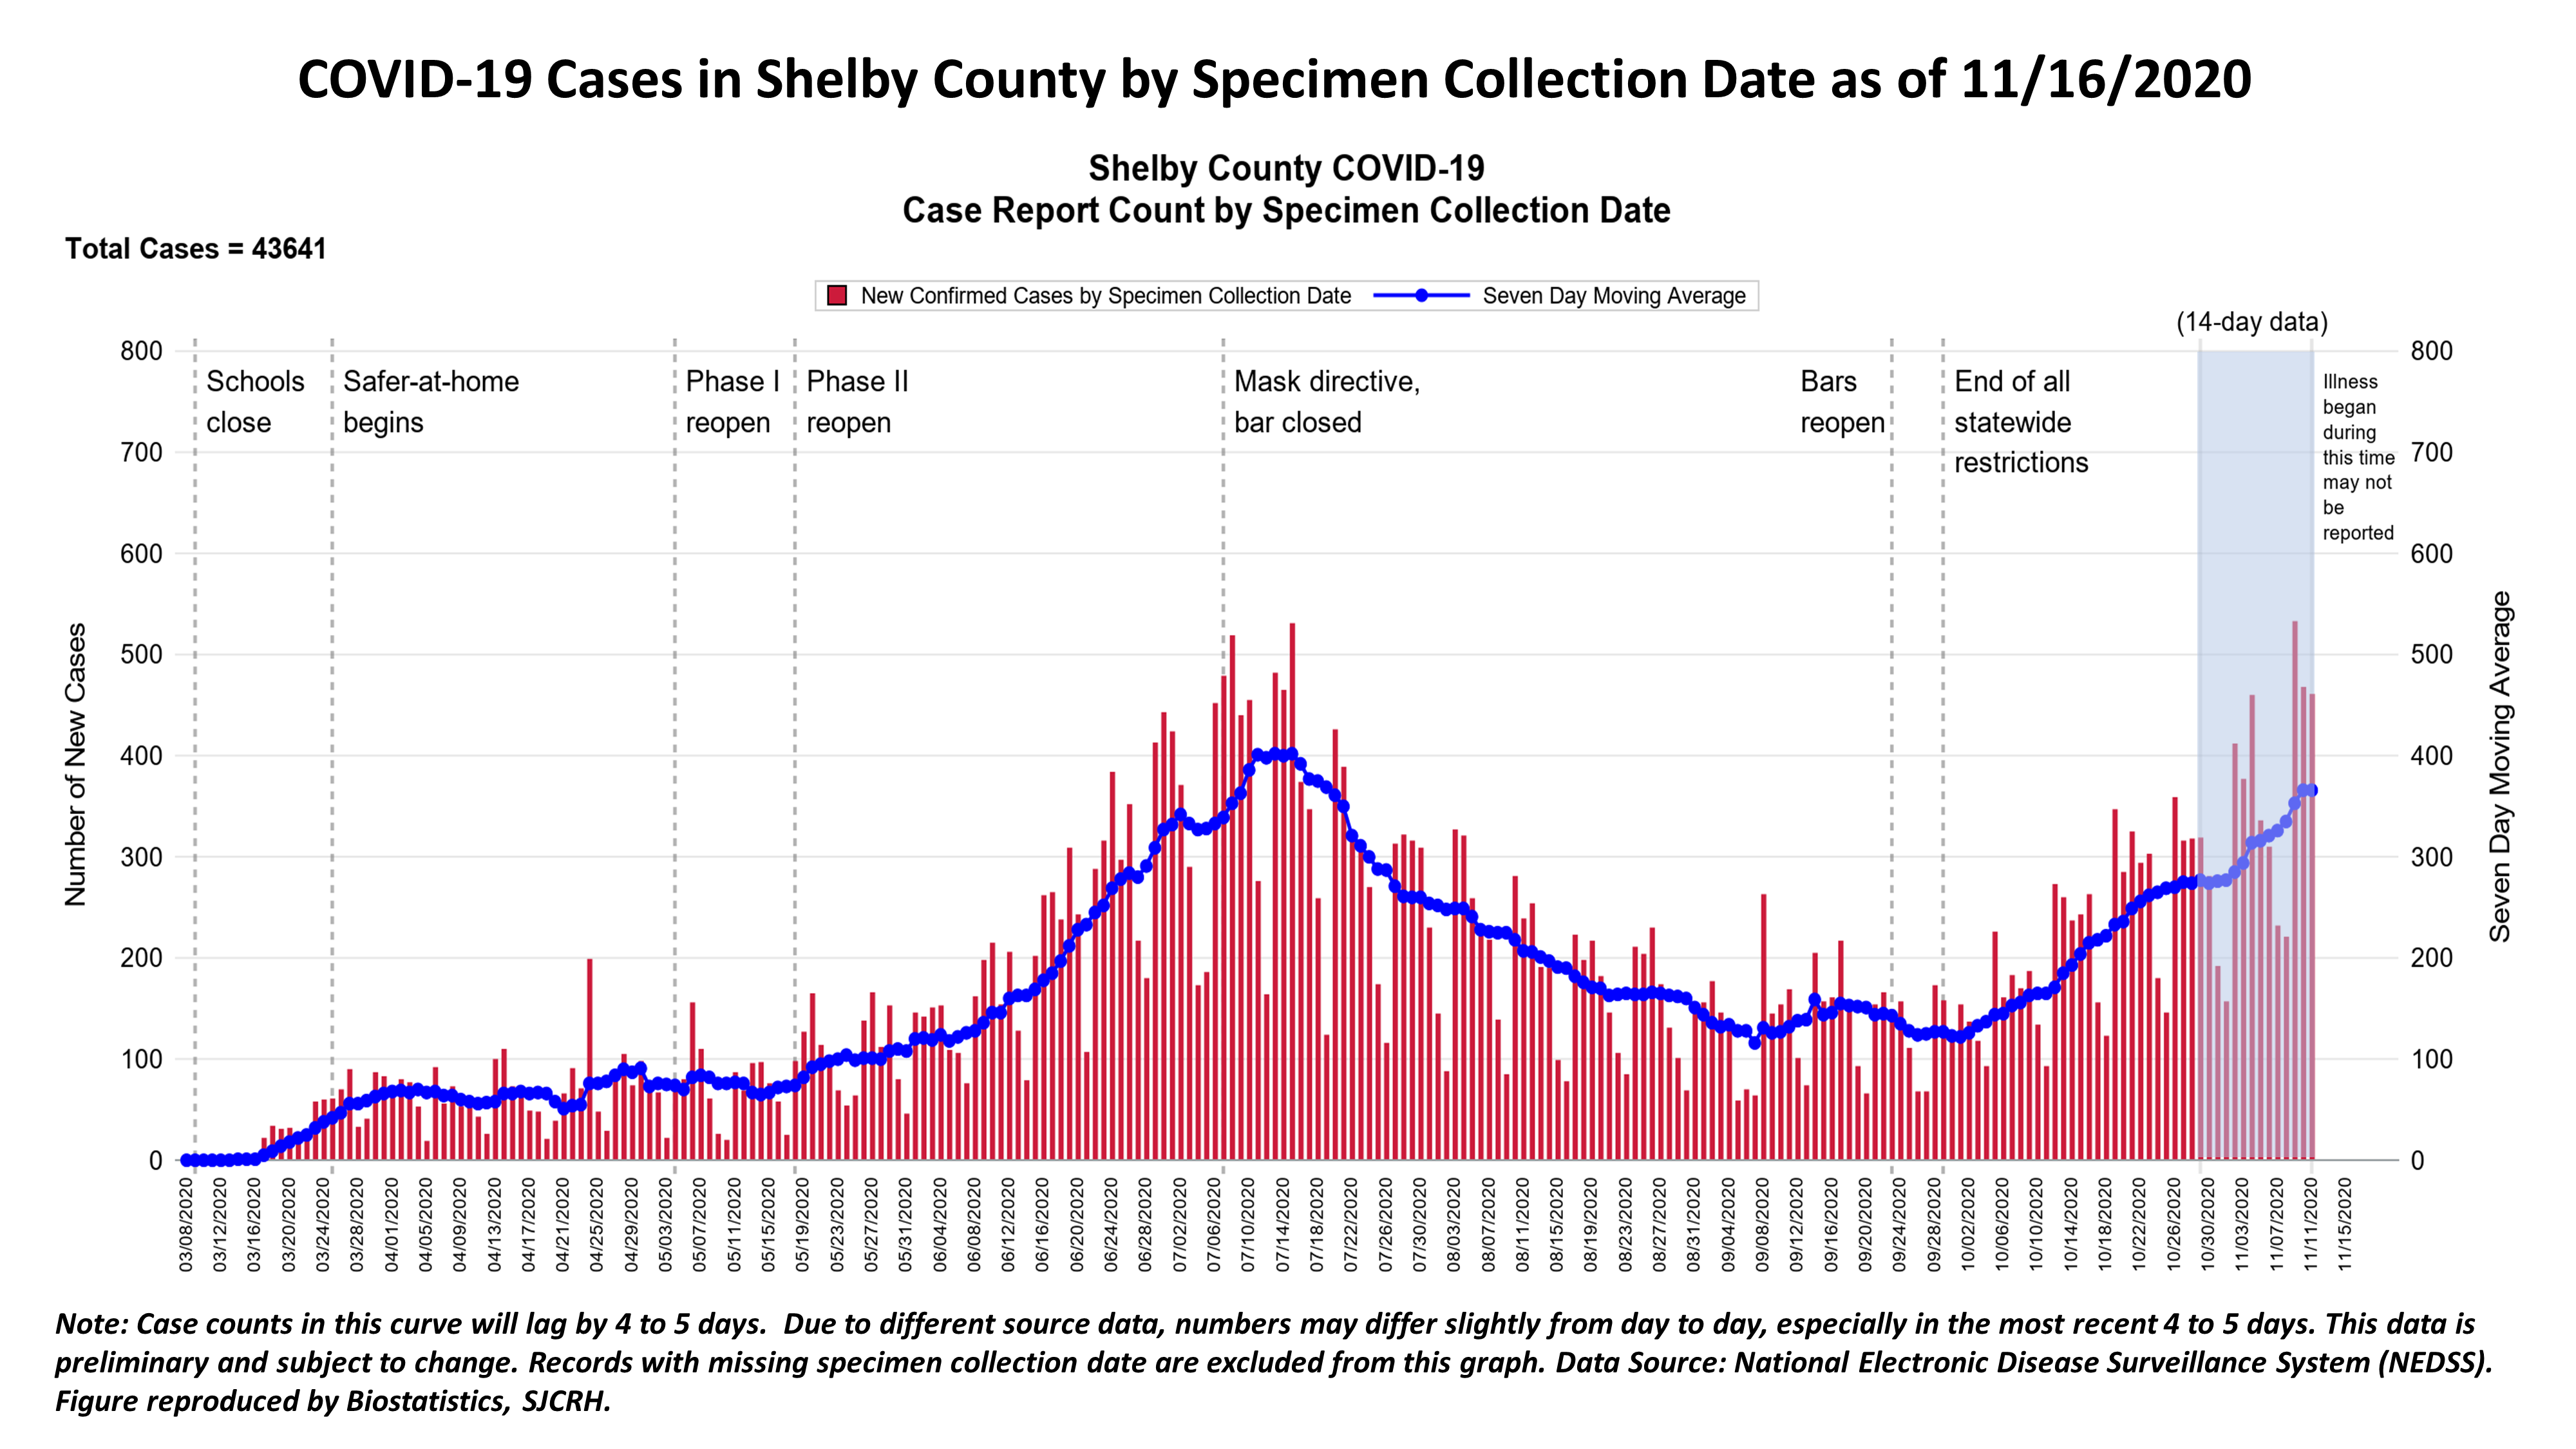 COVID-19 Cases in Shelby County by Specimen Collection Date as of 11/16/2020
Shelby County COVID-19
Case Report Count by Specimen Collection Date
Total Cases = 43641
New Confirmed Cases by Specimen Collection Date
Seven Day Moving Average
(14-day data)
800
700
600
500
400
300
200
100
0
Number of New Cases
Schools
close
Safer-at-home
begins
Phase I
reopen
Phase II
reopen
Mask directive,
bar closed
Bars
reopen
End of all
statewide
restrictions
Illness
began
during
this time
may not
be
reported
800
700
600
500
400
300
200
100
0
Seven Day Moving Average
03/08/2020
03/12/2020
03/16/2020
03/20/2020
03/24/2020
03/28/2020
04/01/2020
04/05/2020
04/09/2020
04/13/2020
04/17/2020
04/21/2020
04/25/2020
04/29/2020
05/03/2020
05/07/2020
05/11/2020
05/15/2020
05/19/2020
05/23/2020
05/27/2020
05/31/2020
06/04/2020
06/08/2020
06/12/2020
06/16/2020
06/20/2020
06/24/2020
06/28/2020
07/02/2020
07/06/2020
07/10/2020
07/14/2020
07/18/2020
07/22/2020
07/26/2020
07/30/2020
08/03/2020
08/07/2020
08/11/2020
08/15/2020
08/19/2020
08/23/2020
08/27/2020
08/31/2020
09/04/2020
09/08/2020
09/12/2020
09/16/2020
09/20/2020
09/24/2020
09/28/2020
10/02/2020
10/06/2020
10/10/2020
10/14/2020
10/18/2020
10/22/2020
10/26/2020
10/30/2020
11/03/2020
11/07/2020
11/11/2020
11/15/2020
Note: Case counts in this curve will lag by 4 to 5 days.  Due to different source data, numbers may differ slightly from day to day, especially in the most recent 4 to 5 days. This data is
preliminary and subject to change. Records with missing specimen collection date are excluded from this graph. Data Source: National Electronic Disease Surveillance System (NEDSS).
Figure reproduced by Biostatistics, SJCRH.